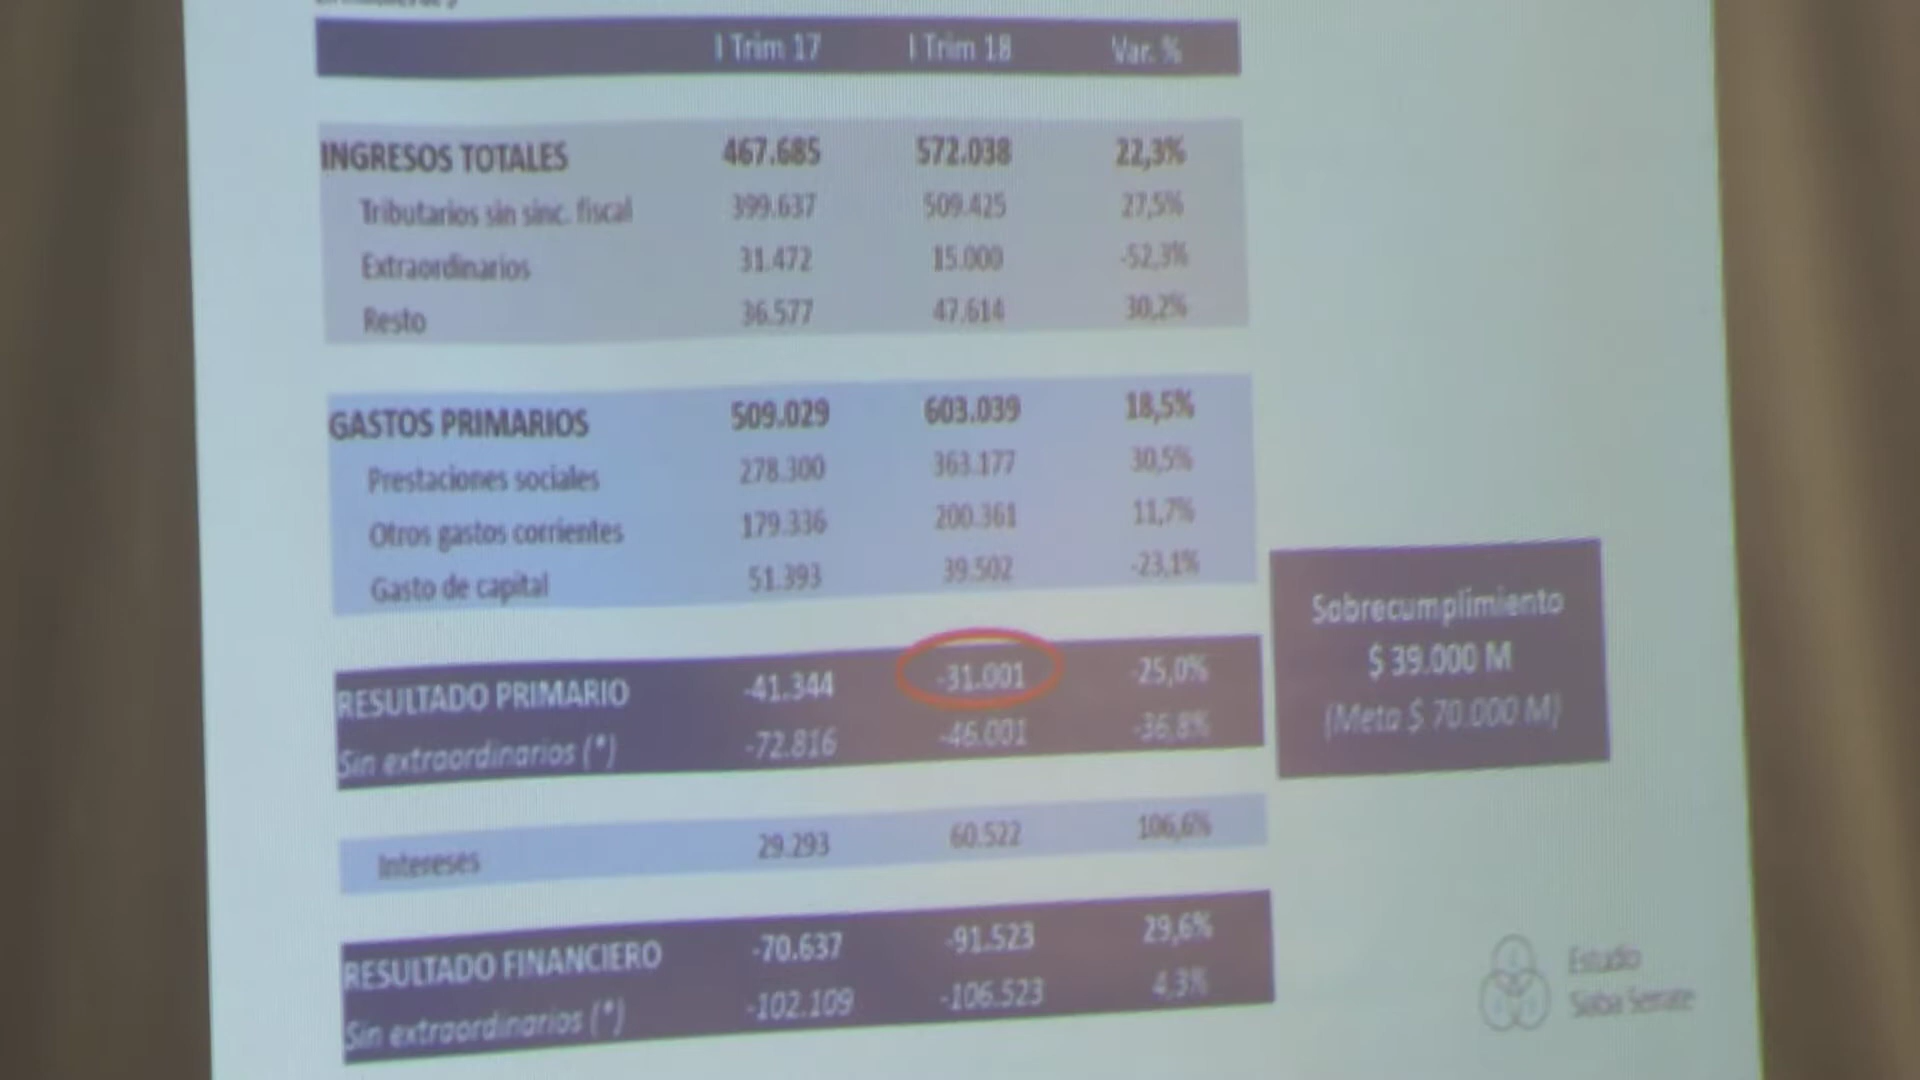 I Trim 17 I Trim 18 Var. %
INGRESOS TOTALES 467.685 572.038 22,3%
Tributarios sin sinc. fiscal 399.637 509.425 27,5%
Extraordinarios 31.472 15.000 -52,3%
Resto 36.577 47.614 30,2%
GASTOS PRIMARIOS 509.029 603.039 18,5%
Prestaciones sociales 278.300 363.177 30,5%
Otros gastos corrientes 179.336 200.361 11,7%
Gasto de capital 51.393 39.502 -23,1%
RESULTADO PRIMARIO -41.344 -31.001 -25,0%
Sin extraordinarios (*) -72.816 -46.001 -36,8%
Sobrecumplimiento
$ 39.000 M
(Meta $ 70.000 M)
Intereses 29.293 60.522 106,6%
RESULTADO FINANCIERO -70.637 -91.523 29,6%
Sin extraordinarios (*) -102.109 -106.523 4,3%
Estudio